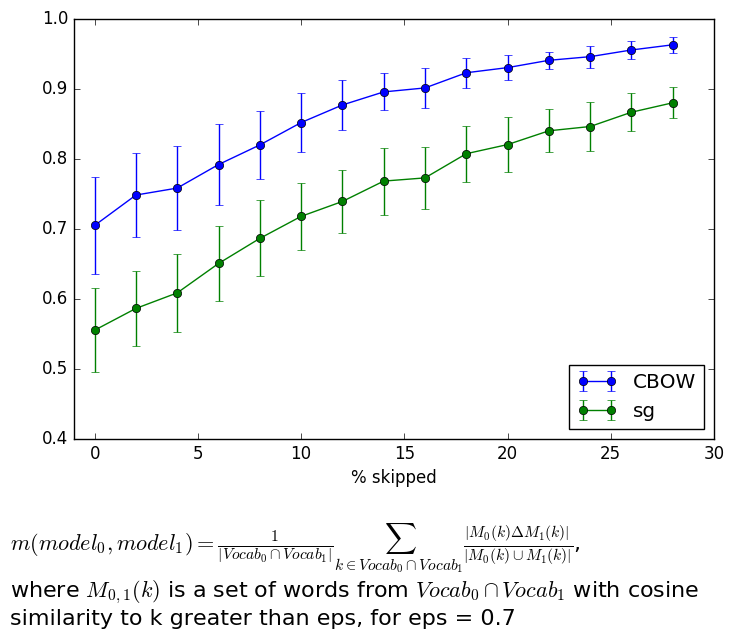 1.0
0.9
0.8
0.7
0.6
0.5
0.4
CBOW
sg
0 5 10 15 20 25 30
% skipped
m(model₀, model₁) = 1/|Vocab₀ ∩ Vocab₁| ∑_{k ∈ Vocab₀ ∩ Vocab₁} |M₀(k)ΔM₁(k)|/|M₀(k) ∪ M₁(k)|,
where M₀,₁(k) is a set of words from Vocab₀ ∩ Vocab₁ with cosine
similarity to k greater than eps, for eps = 0.7